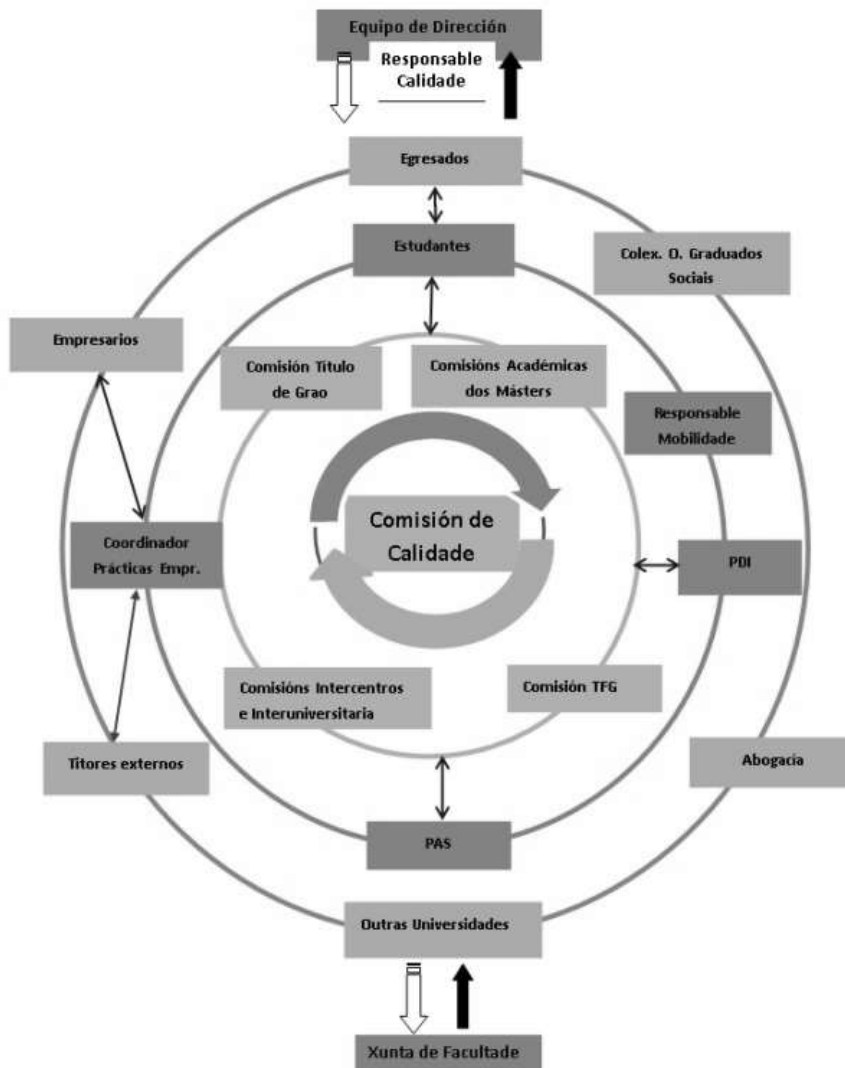 Equipo de Dirección
Responsable
Calidade
Egresados
Estudantes
Colex. O. Graduados
Sociais
Empresarios
Comisión Título
de Grao
Comisións Académicas
dos Másters
Responsable
Mobilidade
Comisión de
Calidade
Coordinador
Prácticas Empr.
PDI
Comisións Intercentros
e Interuniversitaria
Comisión TFG
Titores externos
Abogacía
PAS
Outras Universidades
Xunta de Facultade